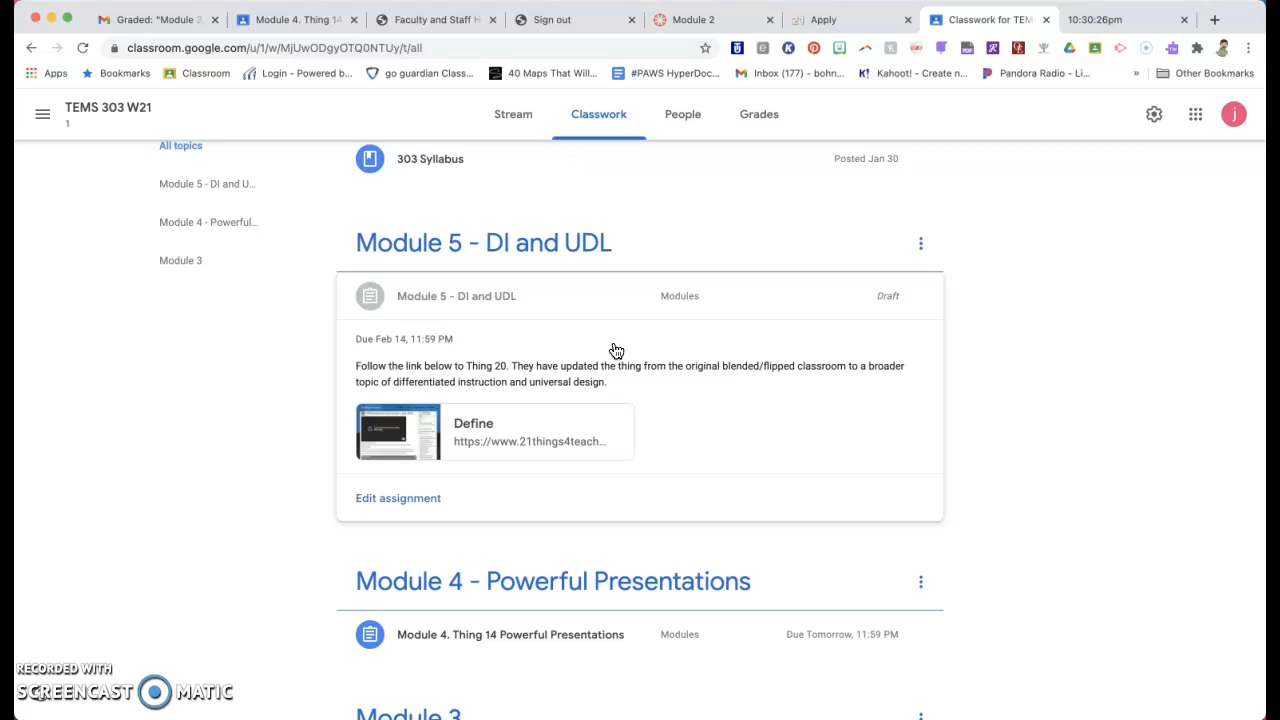 Graded: "Module 3,
Module 4. Thing 14
Faculty and Staff H
Sign out
Module 2
Apply
Classwork for TEM
10:30:26pm
classroom.google.com/u/1/w/MjUwODgyOTQ0NTUy/t/all
Apps
Bookmarks
Classroom
Login - Powered b...
go guardian Class...
40 Maps That Will...
#PAWS HyperDoc...
Inbox (177) - bohn...
Kahoot! - Create n...
Pandora Radio - Li...
»
Other Bookmarks
TEMS 303 W21
1
Stream
Classwork
People
Grades
j
All topics
Module 5 - DI and U...
Module 4 - Powerful...
Module 3
303 Syllabus
Posted Jan 30
Module 5 - DI and UDL
Module 5 - DI and UDL
Modules
Draft
Due Feb 14, 11:59 PM
Follow the link below to Thing 20. They have updated the thing from the original blended/flipped classroom to a broader
topic of differentiated instruction and universal design.
Define
https://www.21things4teach...
Edit assignment
Module 4 - Powerful Presentations
Module 4. Thing 14 Powerful Presentations
Modules
Due Tomorrow, 11:59 PM
Module 3
RECORDED WITH
SCREENCAST MATIC